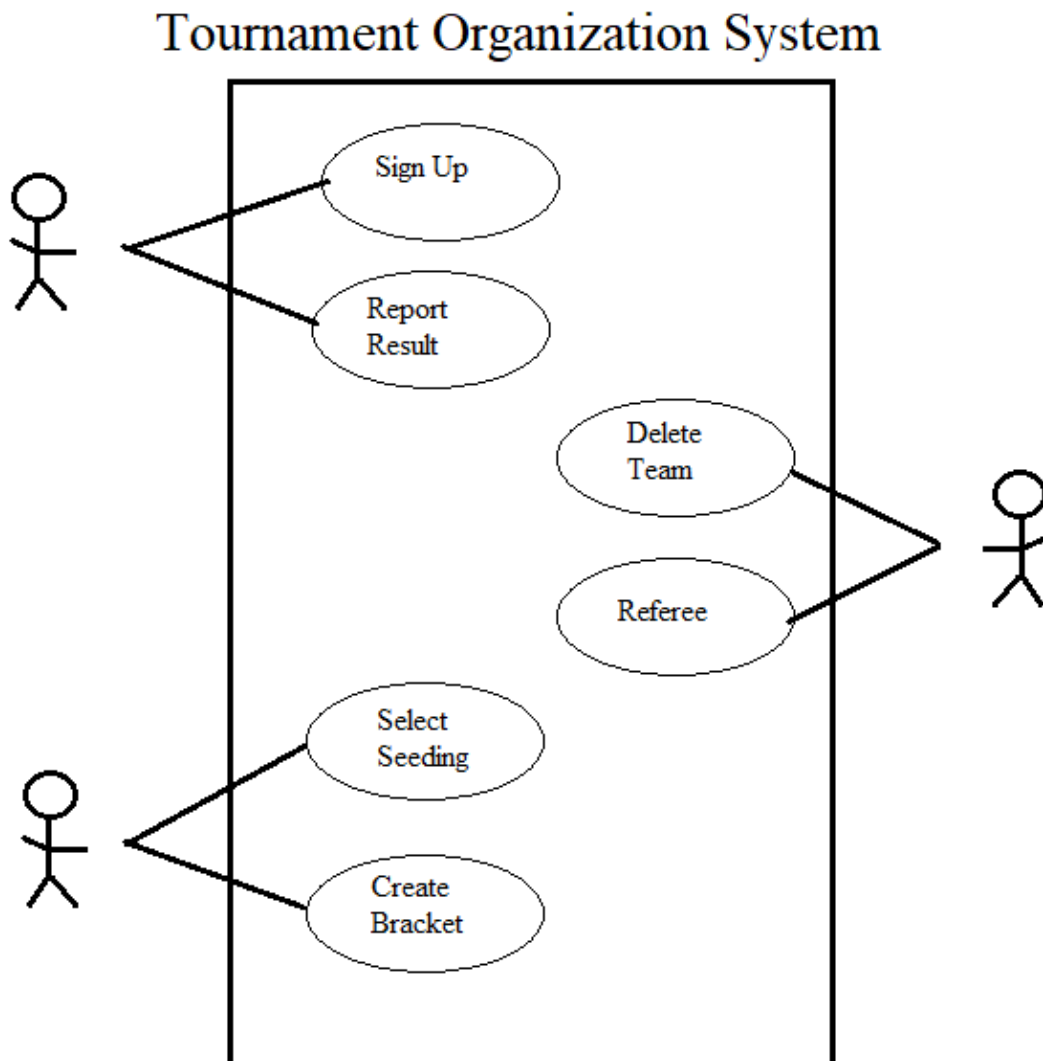 Tournament Organization System
Sign Up
Report
Result
Delete
Team
Referee
Select
Seeding
Create
Bracket